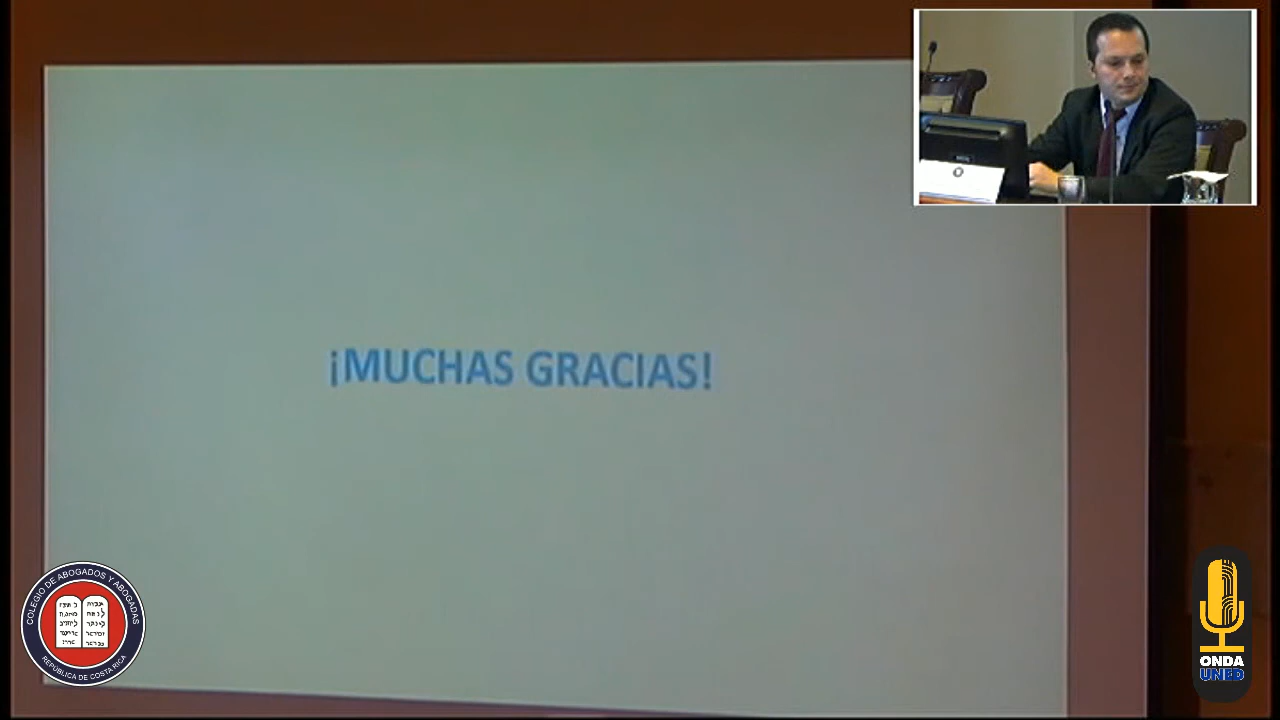 ¡MUCHAS GRACIAS!
COLEGIO DE ABOGADOS Y ABOGADAS
REPÚBLICA DE COSTA RICA
ONDA
UNED